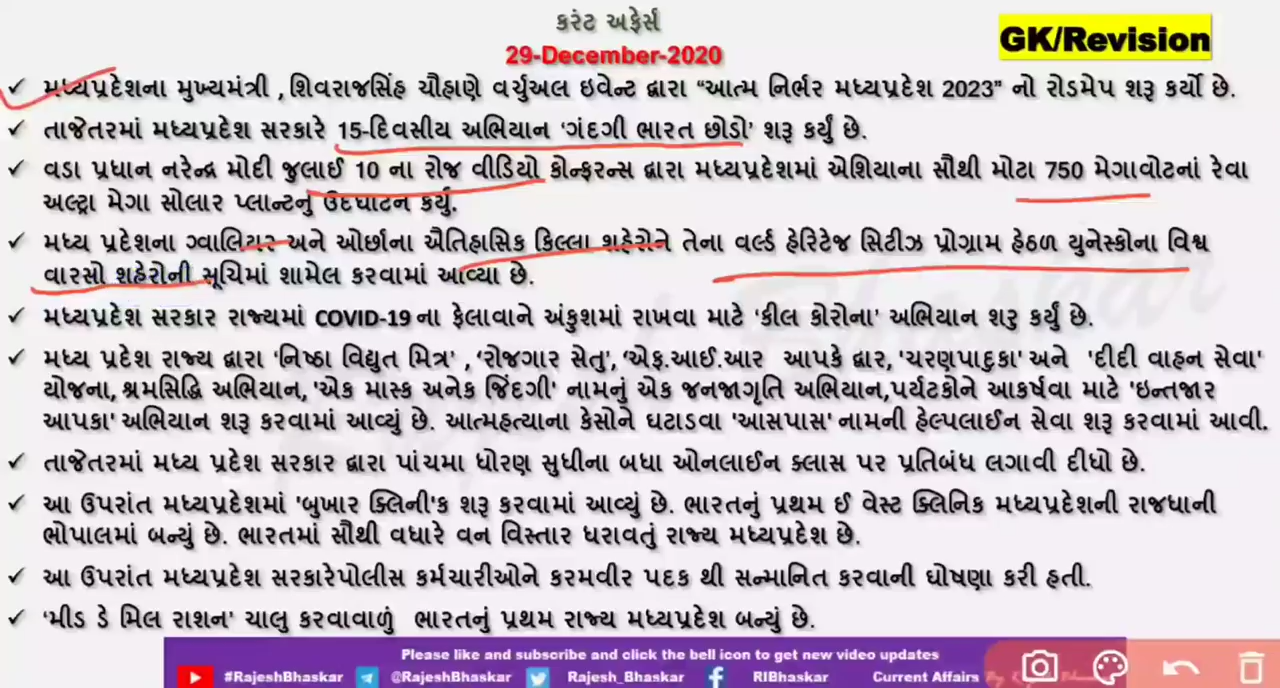 કરંટ અફેર્સ
29-December-2020
GK/Revision
✓ મધ્યપ્રદેશના મુખ્યમંત્રી , શિવરાજસિંહ ચૌહાણે વર્ચુઅલ ઇવેન્ટ દ્વારા “આત્મ નિર્ભર મધ્યપ્રદેશ 2023” નો રોડમેપ શરૂ કર્યો છે.
✓ તાજેતરમાં મધ્યપ્રદેશ સરકારે 15-દિવસીય અભિયાન ‘ગંદગી ભારત છોડો’ શરૂ કર્યું છે.
✓ વડા પ્રધાન નરેન્દ્ર મોદી જુલાઈ 10 ના રોજ વીડિયો કોન્ફરન્સ દ્વારા મધ્યપ્રદેશમાં એશિયાના સૌથી મોટા 750 મેગાવોટનાં રેવા
અલ્ટ્રા મેગા સોલાર પ્લાન્ટનું ઉદઘાટન કર્યું.
✓ મધ્ય પ્રદેશના ગ્વાલિયર અને ઓર્છાના ઐતિહાસિક કિલ્લા શહેરોને તેના વર્લ્ડ હેરિટેજ સિટીઝ પ્રોગ્રામ હેઠળ યુનેસ્કોના વિશ્વ
વારસો શહેરોની સૂચિમાં શામેલ કરવામાં આવ્યા છે.
✓ મધ્યપ્રદેશ સરકાર રાજ્યમાં COVID-19 ના ફેલાવાને અંકુશમાં રાખવા માટે ‘કીલ કોરોના’ અભિયાન શરુ કર્યું છે.
✓ મધ્ય પ્રદેશ રાજ્ય દ્વારા ‘નિષ્ઠા વિદ્યુત મિત્ર’ , ‘રોજગાર સેતુ’, ‘એફ.આઈ.આર આપકે દ્વાર, ‘ચરણપાદુકા’ અને 'દીદી વાહન સેવા'
યોજના, શ્રમસિદ્ધિ અભિયાન, 'એક માસ્ક અનેક જિંદગી' નામનું એક જનજાગૃતિ અભિયાન,પર્યટકોને આકર્ષવા માટે 'ઇન્તજાર
આપકા' અભિયાન શરૂ કરવામાં આવ્યું છે. આત્મહત્યાના કેસોને ઘટાડવા 'આસપાસ' નામની હેલ્પલાઈન સેવા શરૂ કરવામાં આવી.
✓ તાજેતરમાં મધ્ય પ્રદેશ સરકાર દ્વારા પાંચમા ધોરણ સુધીના બધા ઓનલાઈન ક્લાસ પર પ્રતિબંધ લગાવી દીધો છે.
✓ આ ઉપરાંત મધ્યપ્રદેશમાં 'બુખાર ક્લિની'ક શરૂ કરવામાં આવ્યું છે. ભારતનું પ્રથમ ઈ વેસ્ટ ક્લિનિક મધ્યપ્રદેશની રાજધાની
ભોપાલમાં બન્યું છે. ભારતમાં સૌથી વધારે વન વિસ્તાર ધરાવતું રાજ્ય મધ્યપ્રદેશ છે.
✓ આ ઉપરાંત મધ્યપ્રદેશ સરકારેપોલીસ કર્મચારીઓને કરમવીર પદક થી સન્માનિત કરવાની ઘોષણા કરી હતી.
✓ ‘મીડ ડે મિલ રાશન’ ચાલુ કરવાવાળું ભારતનું પ્રથમ રાજ્ય મધ્યપ્રદેશ બન્યું છે.
Please like and subscribe and click the bell icon to get new video updates
#RajeshBhaskar @RajeshBhaskar Rajesh_Bhaskar RIBhaskar Current Affairs By